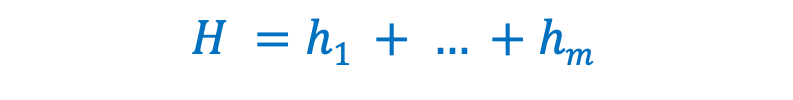 H = h₁ + ... + hₘ